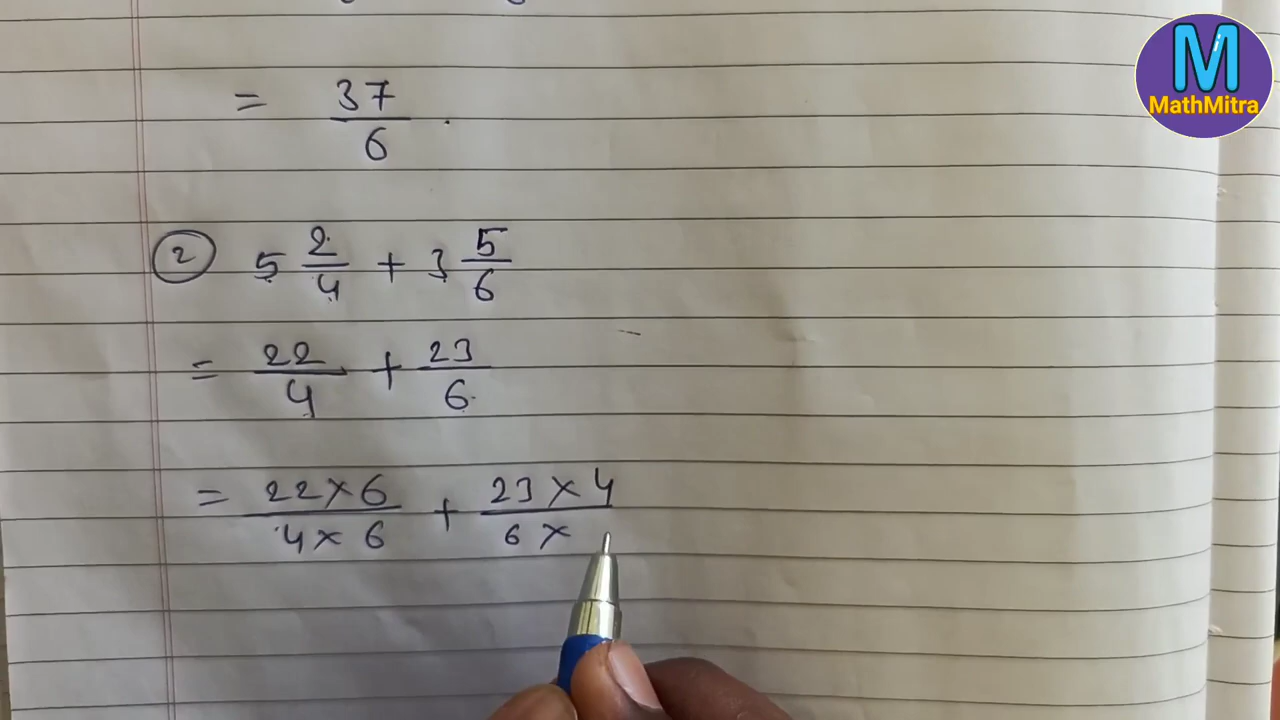 M
MathMitra
= 37/6 .
② 5 2/4 + 3 5/6
= 22/4 + 23/6
= 22×6/4×6 + 23×4/6×